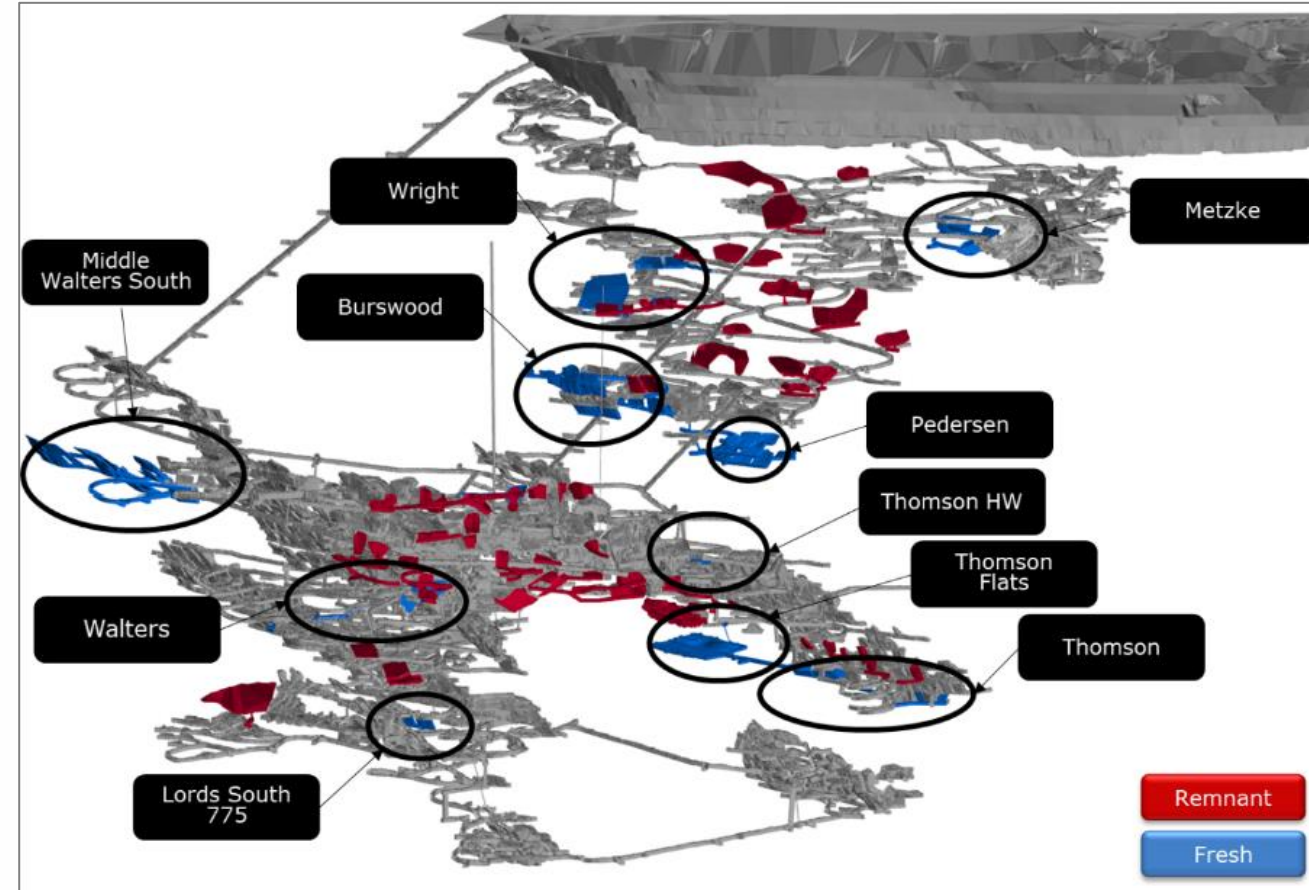 Wright
Metzke
Middle
Walters South
Burswood
Pedersen
Thomson HW
Thomson
Flats
Walters
Thomson
Lords South
775
Remnant
Fresh